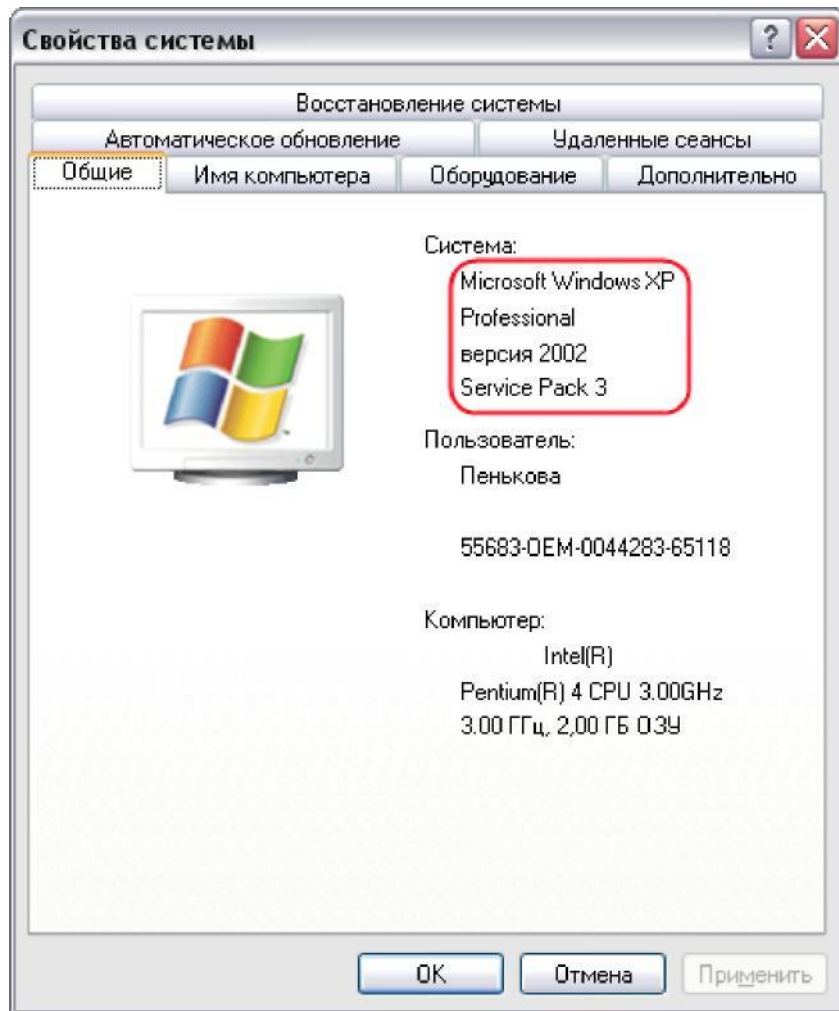 Свойства системы
Восстановление системы
Автоматическое обновление
Удаленные сеансы
Общие
Имя компьютера
Оборудование
Дополнительно
Система:
Microsoft Windows XP
Professional
версия 2002
Service Pack 3
Пользователь:
Пенькова
55683-OEM-0044283-65118
Компьютер:
Intel(R)
Pentium(R) 4 CPU 3.00GHz
3.00 ГГц, 2,00 ГБ ОЗУ
ОК
Отмена
Применить